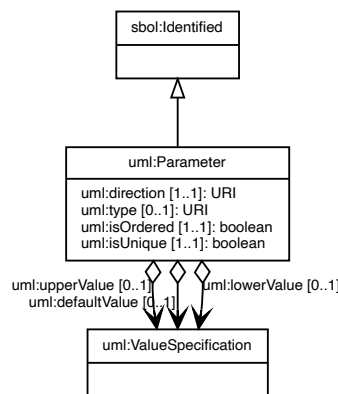 sbol:Identified
uml:Parameter
uml:direction [1..1]: URI
uml:type [0..1]: URI
uml:isOrdered [1..1]: boolean
uml:isUnique [1..1]: boolean
uml:upperValue [0..1] uml:lowerValue [0..1]
uml:defaultValue [0..1]
uml:ValueSpecification